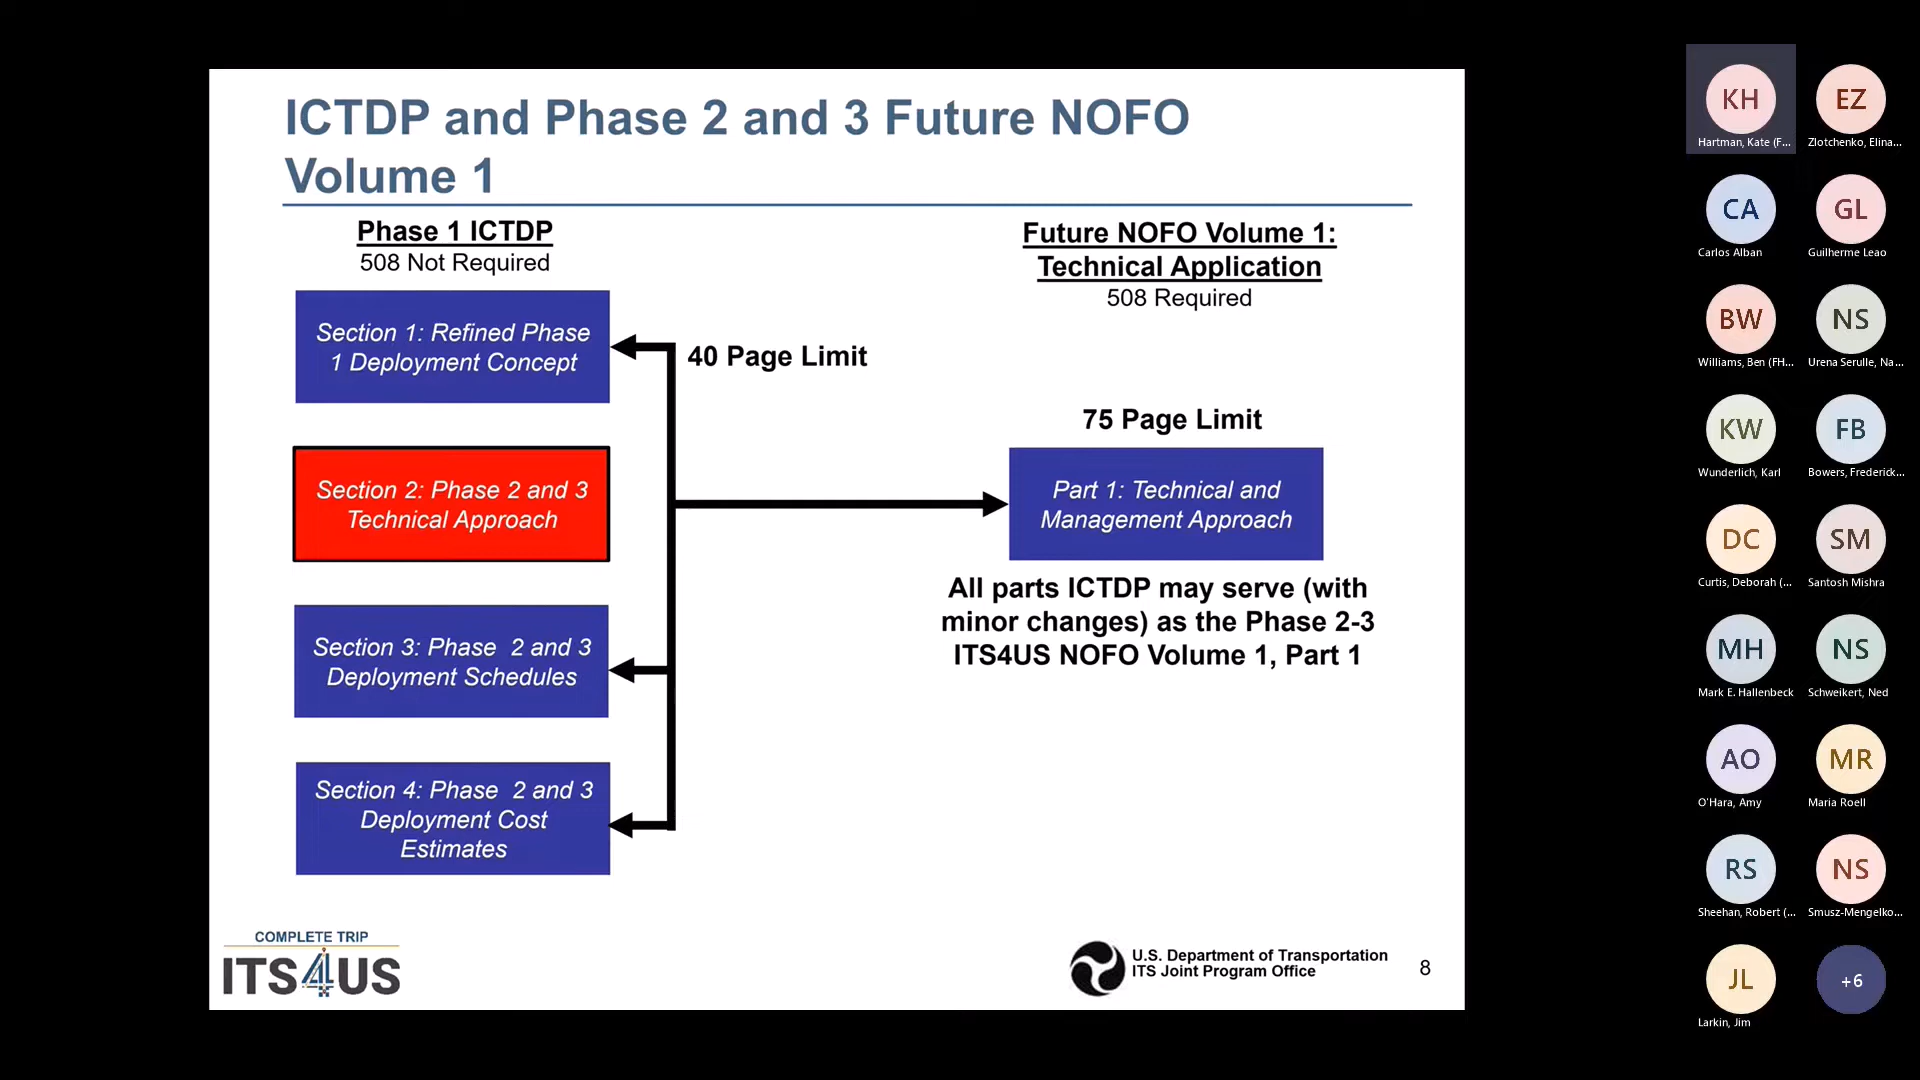 ICTDP and Phase 2 and 3 Future NOFO
Volume 1
Phase 1 ICTDP
508 Not Required
Section 1: Refined Phase
1 Deployment Concept
Section 2: Phase 2 and 3
Technical Approach
Section 3: Phase 2 and 3
Deployment Schedules
Section 4: Phase 2 and 3
Deployment Cost
Estimates
40 Page Limit
Future NOFO Volume 1:
Technical Application
508 Required
75 Page Limit
Part 1: Technical and
Management Approach
All parts ICTDP may serve (with
minor changes) as the Phase 2-3
ITS4US NOFO Volume 1, Part 1
COMPLETE TRIP
ITS4US
U.S. Department of Transportation
ITS Joint Program Office
8
KH
Hartman, Kate (F...
EZ
Zlotchenko, Elina...
CA
Carlos Alban
GL
Guilherme Leao
BW
Williams, Ben (FH...
NS
Urena Serulle, Na...
KW
Wunderlich, Karl
FB
Bowers, Frederick...
DC
Curtis, Deborah (...
SM
Santosh Mishra
MH
Mark E. Hallenbeck
NS
Schweikert, Ned
AO
O'Hara, Amy
MR
Maria Roell
RS
Sheehan, Robert (...
NS
Smusz-Mengelko...
JL
Larkin, Jim
+6